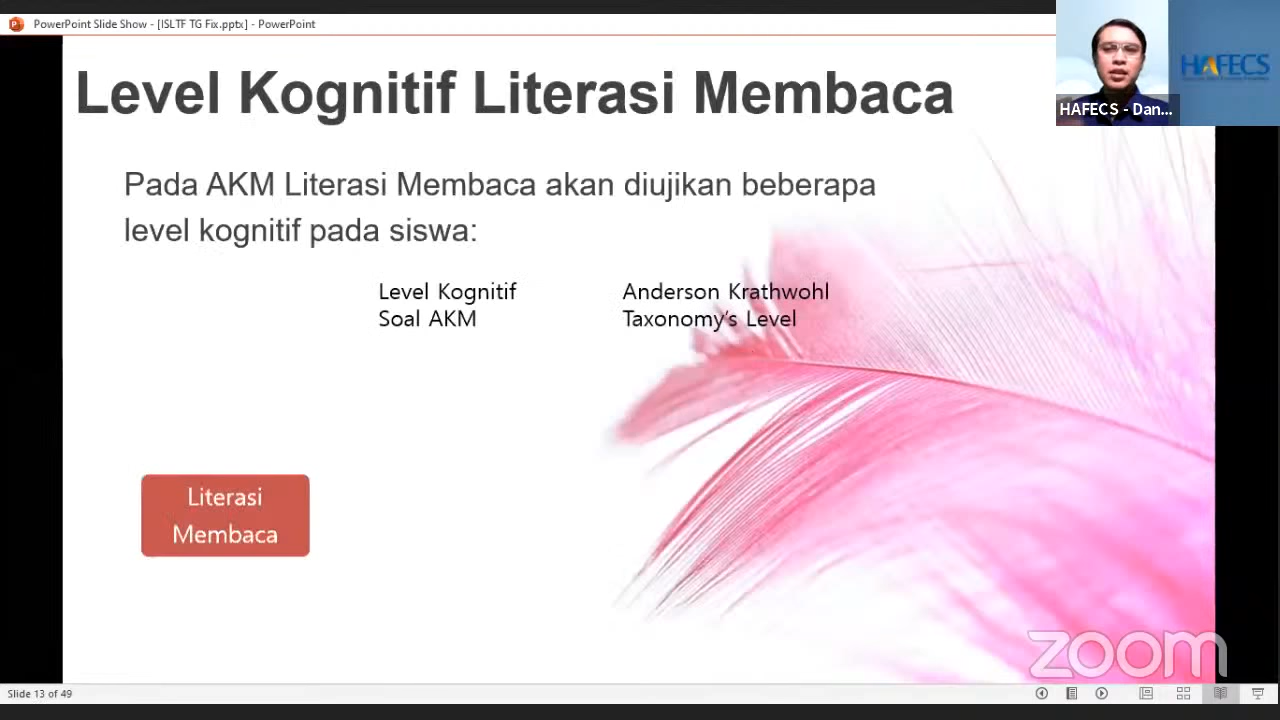 PowerPoint Slide Show - [ISLTF TG Fix.pptx] - PowerPoint
HAFECS
HAFECS - Dan...
Level Kognitif Literasi Membaca
Pada AKM Literasi Membaca akan diujikan beberapa
level kognitif pada siswa:
Level Kognitif
Soal AKM
Anderson Krathwohl
Taxonomy's Level
Literasi
Membaca
zoom
Slide 13 of 49